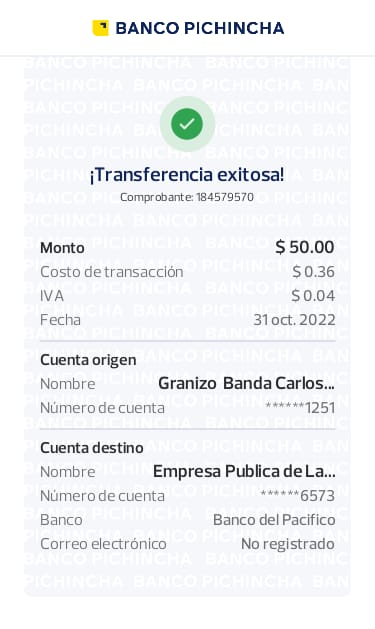 BANCO PICHINCHA
¡Transferencia exitosa!
Comprobante: 184579570
Monto $ 50.00
Costo de transacción $ 0.36
IVA $ 0.04
Fecha 31 oct. 2022
Cuenta origen
Nombre Granizo Banda Carlos...
Número de cuenta ******1251
Cuenta destino
Nombre Empresa Publica de La...
Número de cuenta ******6573
Banco Banco del Pacifico
Correo electrónico No registrado